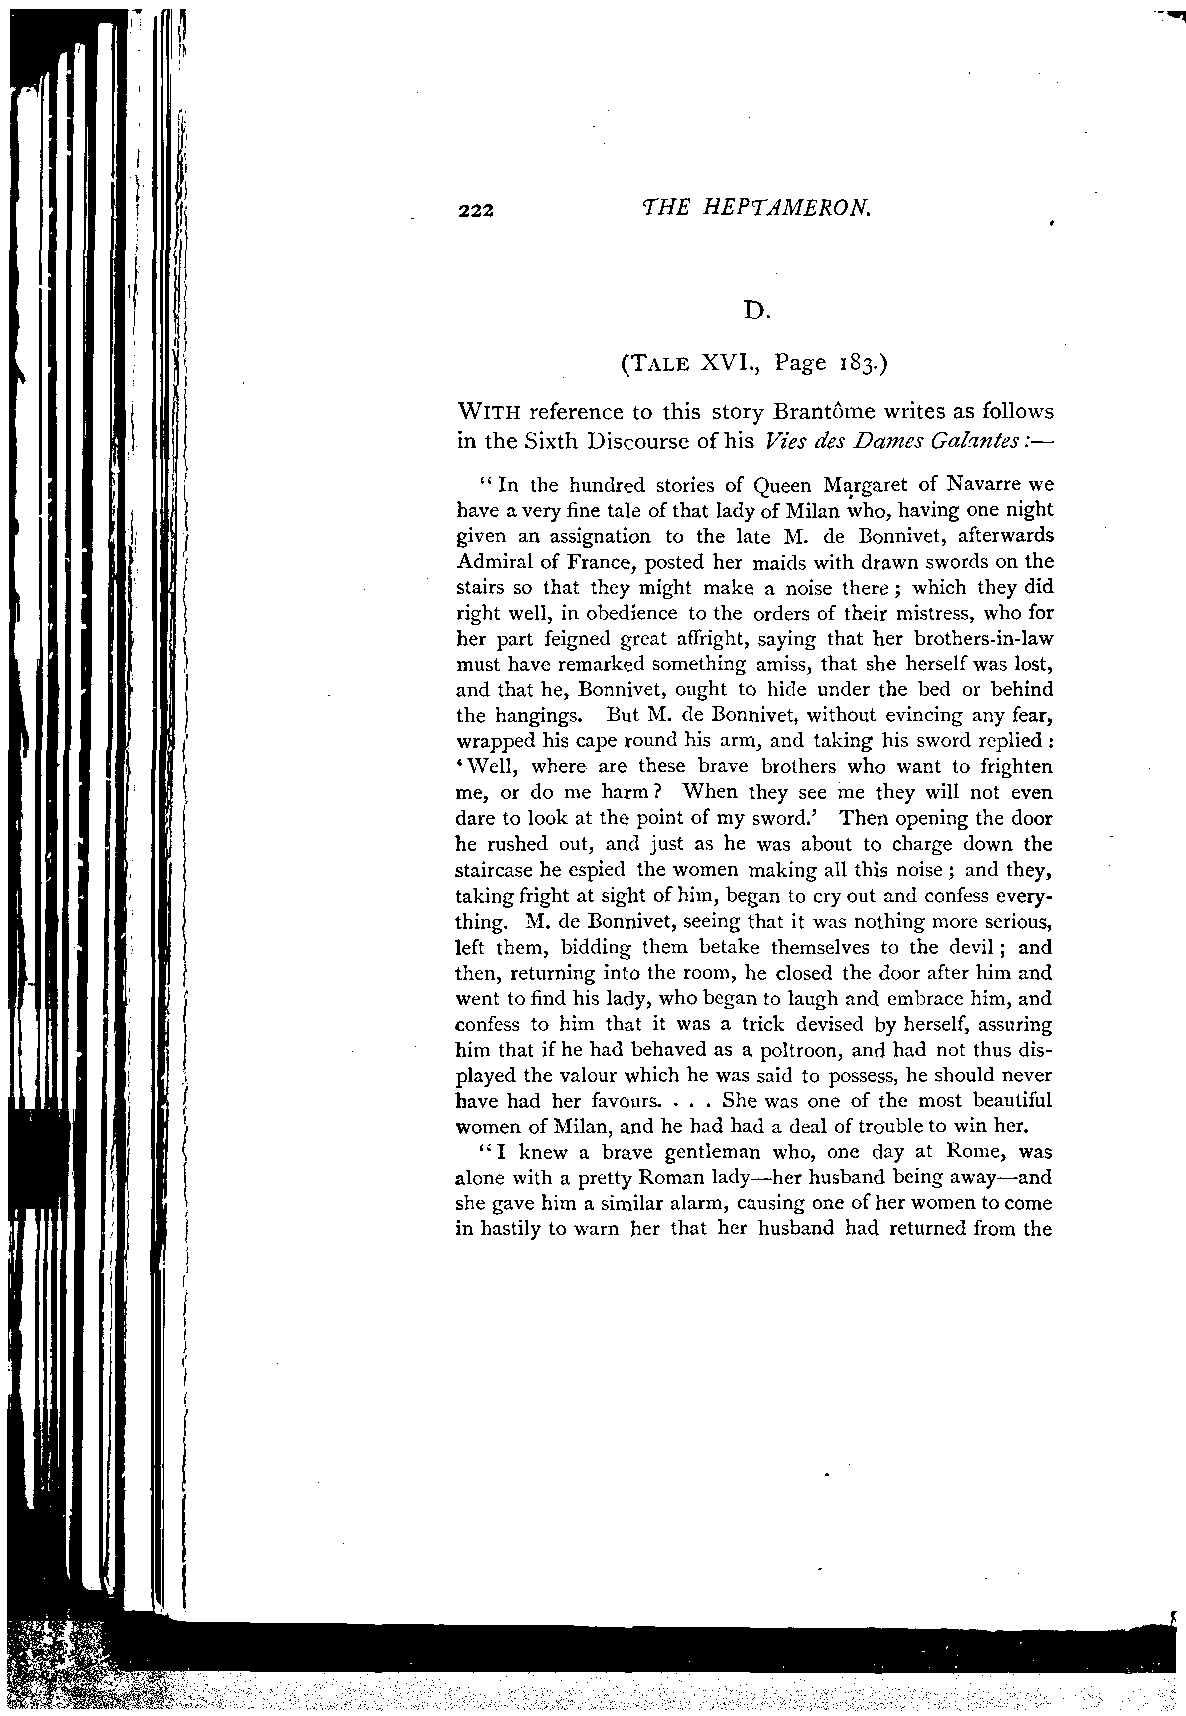 222 THE HEPTAMERON.
D.
(TALE XVI., Page 183.)
WITH reference to this story Brantôme writes as follows
in the Sixth Discourse of his Vies des Dames Galantes:—
"In the hundred stories of Queen Margaret of Navarre we
have a very fine tale of that lady of Milan who, having one night
given an assignation to the late M. de Bonnivet, afterwards
Admiral of France, posted her maids with drawn swords on the
stairs so that they might make a noise there; which they did
right well, in obedience to the orders of their mistress, who for
her part feigned great affright, saying that her brothers-in-law
must have remarked something amiss, that she herself was lost,
and that he, Bonnivet, ought to hide under the bed or behind
the hangings. But M. de Bonnivet, without evincing any fear,
wrapped his cape round his arm, and taking his sword replied:
'Well, where are these brave brothers who want to frighten
me, or do me harm? When they see me they will not even
dare to look at the point of my sword.' Then opening the door
he rushed out, and just as he was about to charge down the
staircase he espied the women making all this noise; and they,
taking fright at sight of him, began to cry out and confess every-
thing. M. de Bonnivet, seeing that it was nothing more serious,
left them, bidding them betake themselves to the devil; and
then, returning into the room, he closed the door after him and
went to find his lady, who began to laugh and embrace him, and
confess to him that it was a trick devised by herself, assuring
him that if he had behaved as a poltroon, and had not thus dis-
played the valour which he was said to possess, he should never
have had her favours. . . . She was one of the most beautiful
women of Milan, and he had had a deal of trouble to win her.
"I knew a brave gentleman who, one day at Rome, was
alone with a pretty Roman lady—her husband being away—and
she gave him a similar alarm, causing one of her women to come
in hastily to warn her that her husband had returned from the